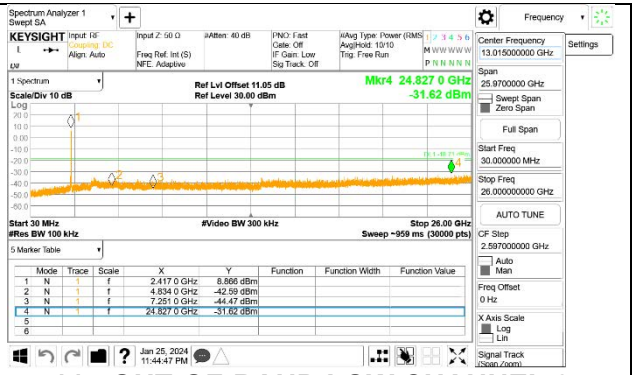 Spectrum Analyzer 1
Swept SA
Frequency
Settings
KEYSIGHT
Input: RF
Coupling: DC
Align: Auto
Input Z: 50 Ω
Freq Ref: Int (S)
NFE: Adaptive
#Atten: 40 dB
PNO: Fast
Gate: Off
IF Gain: Low
Sig Track: Off
#Avg Type: Power (RMS
Avg|Hold: 10/10
Trig: Free Run
1 2 3 4 5 6
M W W W W W
P N N N N N
Center Frequency
13.015000000 GHz
Span
25.9700000 GHz
Swept Span
Zero Span
Full Span
Start Freq
30.000000 MHz
Stop Freq
26.000000000 GHz
AUTO TUNE
CF Step
2.597000000 GHz
Auto
Man
Freq Offset
0 Hz
X Axis Scale
Log
Lin
Signal Track
(Span Zoom)
1 Spectrum
Scale/Div 10 dB
Log
Ref Lvl Offset 11.05 dB
Ref Level 30.00 dBm
Mkr4 24.827 0 GHz
-31.62 dBm
20.0
10.0
0.00
-10.0
-20.0
-30.0
-40.0
-50.0
-60.0
1
2
3
4
Start 30 MHz
#Res BW 100 kHz
#Video BW 300 kHz
Stop 26.00 GHz
Sweep ~959 ms (30000 pts)
5 Marker Table
Mode Trace Scale X Y Function Function Width Function Value
1 N 1 f 2.417 0 GHz 8.866 dBm
2 N 1 f 4.834 0 GHz -42.59 dBm
3 N 1 f 7.251 0 GHz -44.47 dBm
4 N 1 f 24.827 0 GHz -31.62 dBm
5
6
Jan 25, 2024
11:44:47 PM